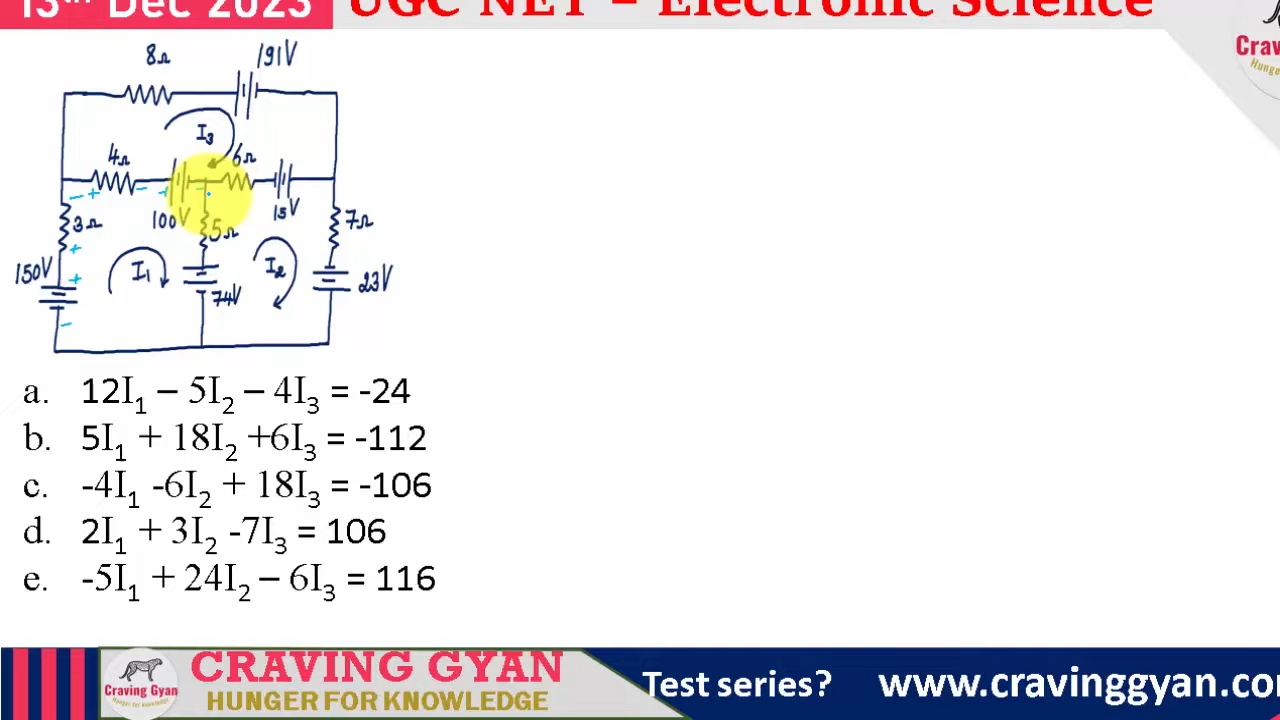 13th Dec 2023 UGC NET – Electronic Science
Craving
Hunger
8Ω
191V
I3
4Ω
6Ω
100V
15V
3Ω
5Ω
7Ω
150V
I1
I2
74V
23V
a. 12I1 – 5I2 – 4I3 = -24
b. 5I1 + 18I2 +6I3 = -112
c. -4I1 -6I2 + 18I3 = -106
d. 2I1 + 3I2 -7I3 = 106
e. -5I1 + 24I2 – 6I3 = 116
Craving Gyan
CRAVING GYAN
HUNGER FOR KNOWLEDGE
Test series? www.cravinggyan.co